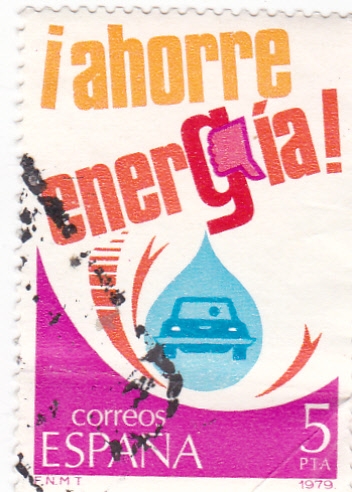 ¡ahorre
energía!
correos
ESPAÑA
5
PTA
F.N.M.T
1979